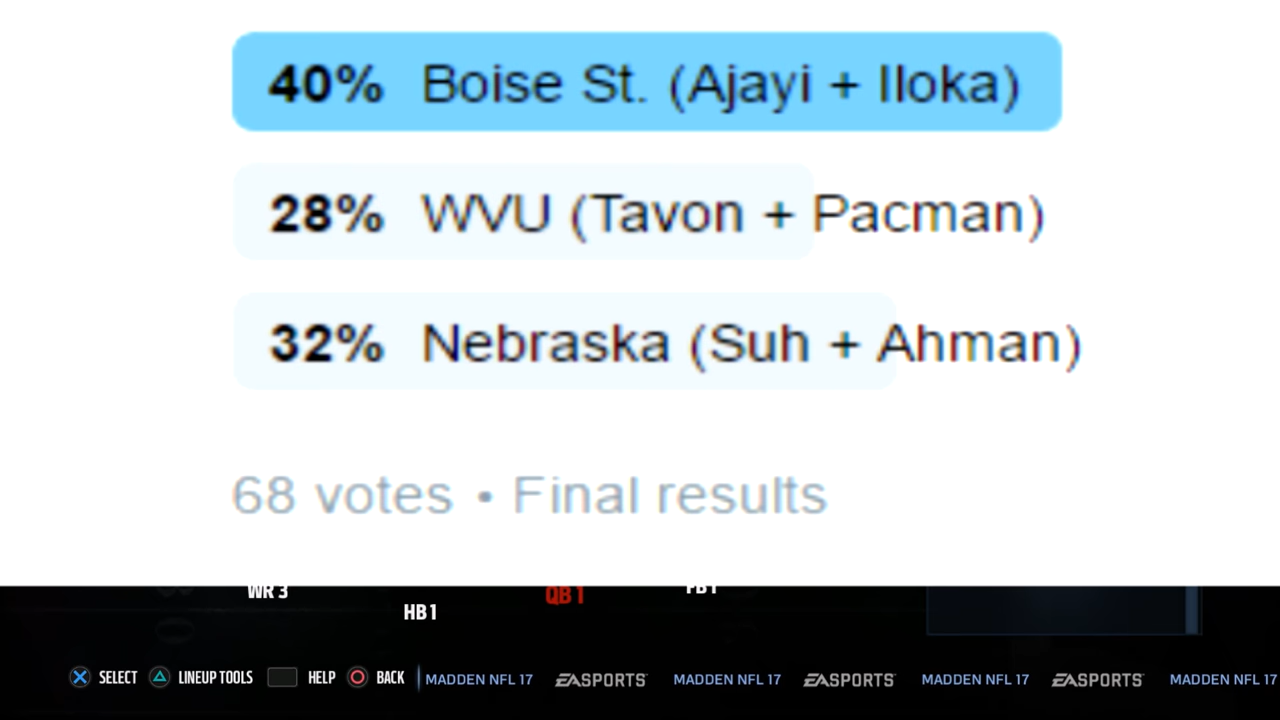 40% Boise St. (Ajayi + Iloka)
28% WVU (Tavon + Pacman)
32% Nebraska (Suh + Ahman)
68 votes • Final results
WR 3
HB 1
QB 1
FB 1
SELECT LINEUP TOOLS HELP BACK MADDEN NFL 17 EA SPORTS MADDEN NFL 17 EA SPORTS MADDEN NFL 17 EA SPORTS MADDEN NFL 17